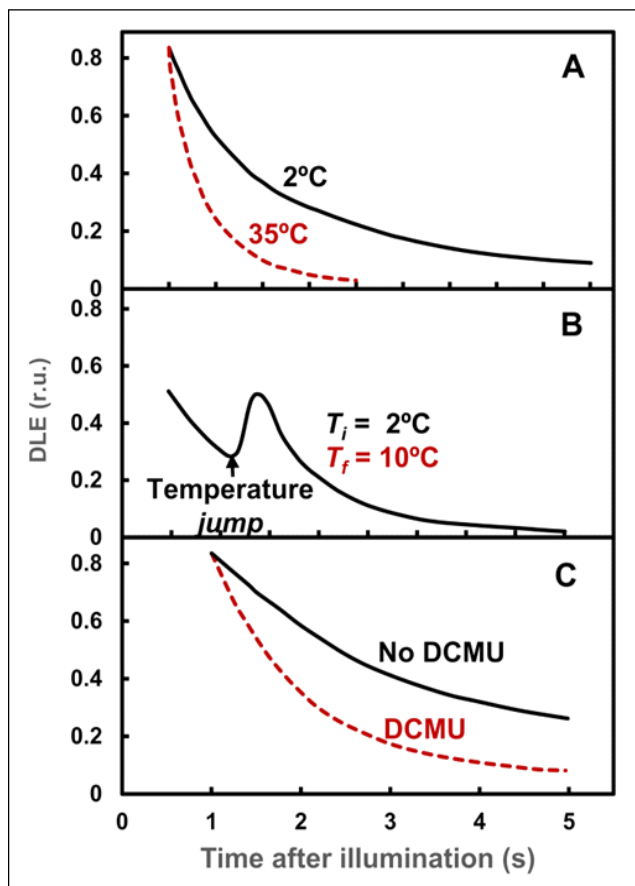 A
0.8
0.6
0.4
0.2
0
2ºC
35ºC
B
0.8
0.6
0.4
0.2
0
T_i = 2ºC
T_f = 10ºC
Temperature
jump
DLE (r.u.)
C
0.8
0.6
0.4
0.2
0
No DCMU
DCMU
0 1 2 3 4 5
Time after illumination (s)